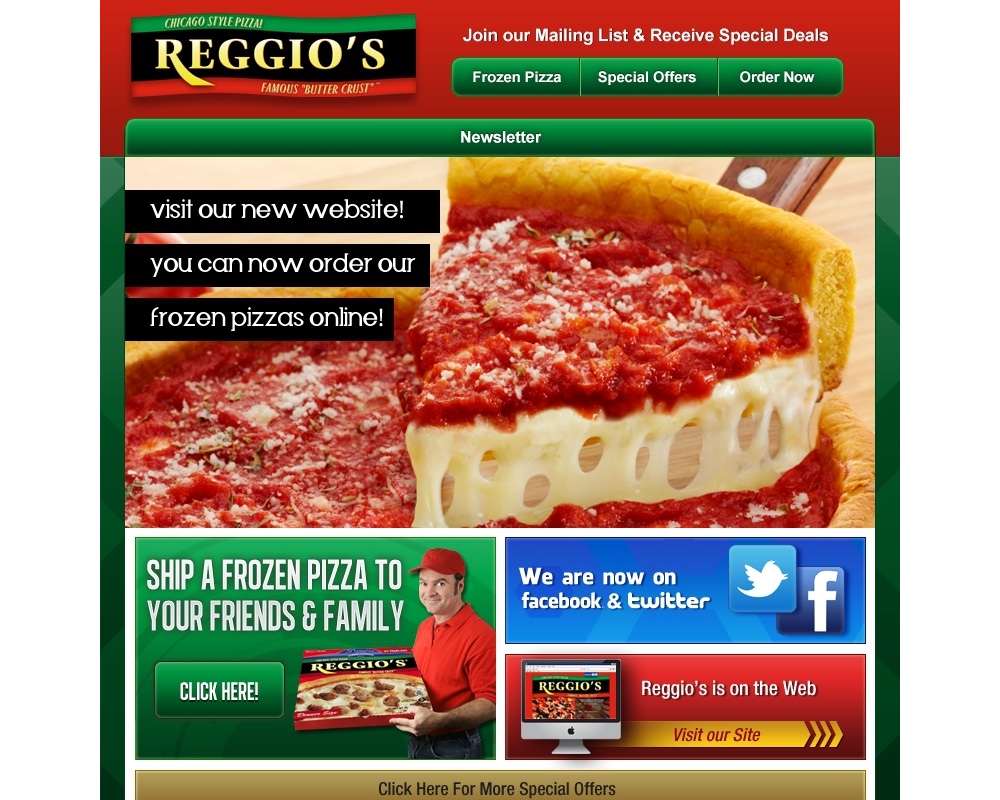 CHICAGO STYLE PIZZA!
REGGIO'S
FAMOUS "BUTTER CRUST"™
Join our Mailing List & Receive Special Deals
Frozen Pizza
Special Offers
Order Now
Newsletter
visit our new website!
you can now order our
frozen pizzas online!
SHIP A FROZEN PIZZA TO
YOUR FRIENDS & FAMILY
CLICK HERE!
REGGIO'S
We are now on
facebook & twitter
f
REGGIO'S
Reggio's is on the Web
Visit our Site
Click Here For More Special Offers